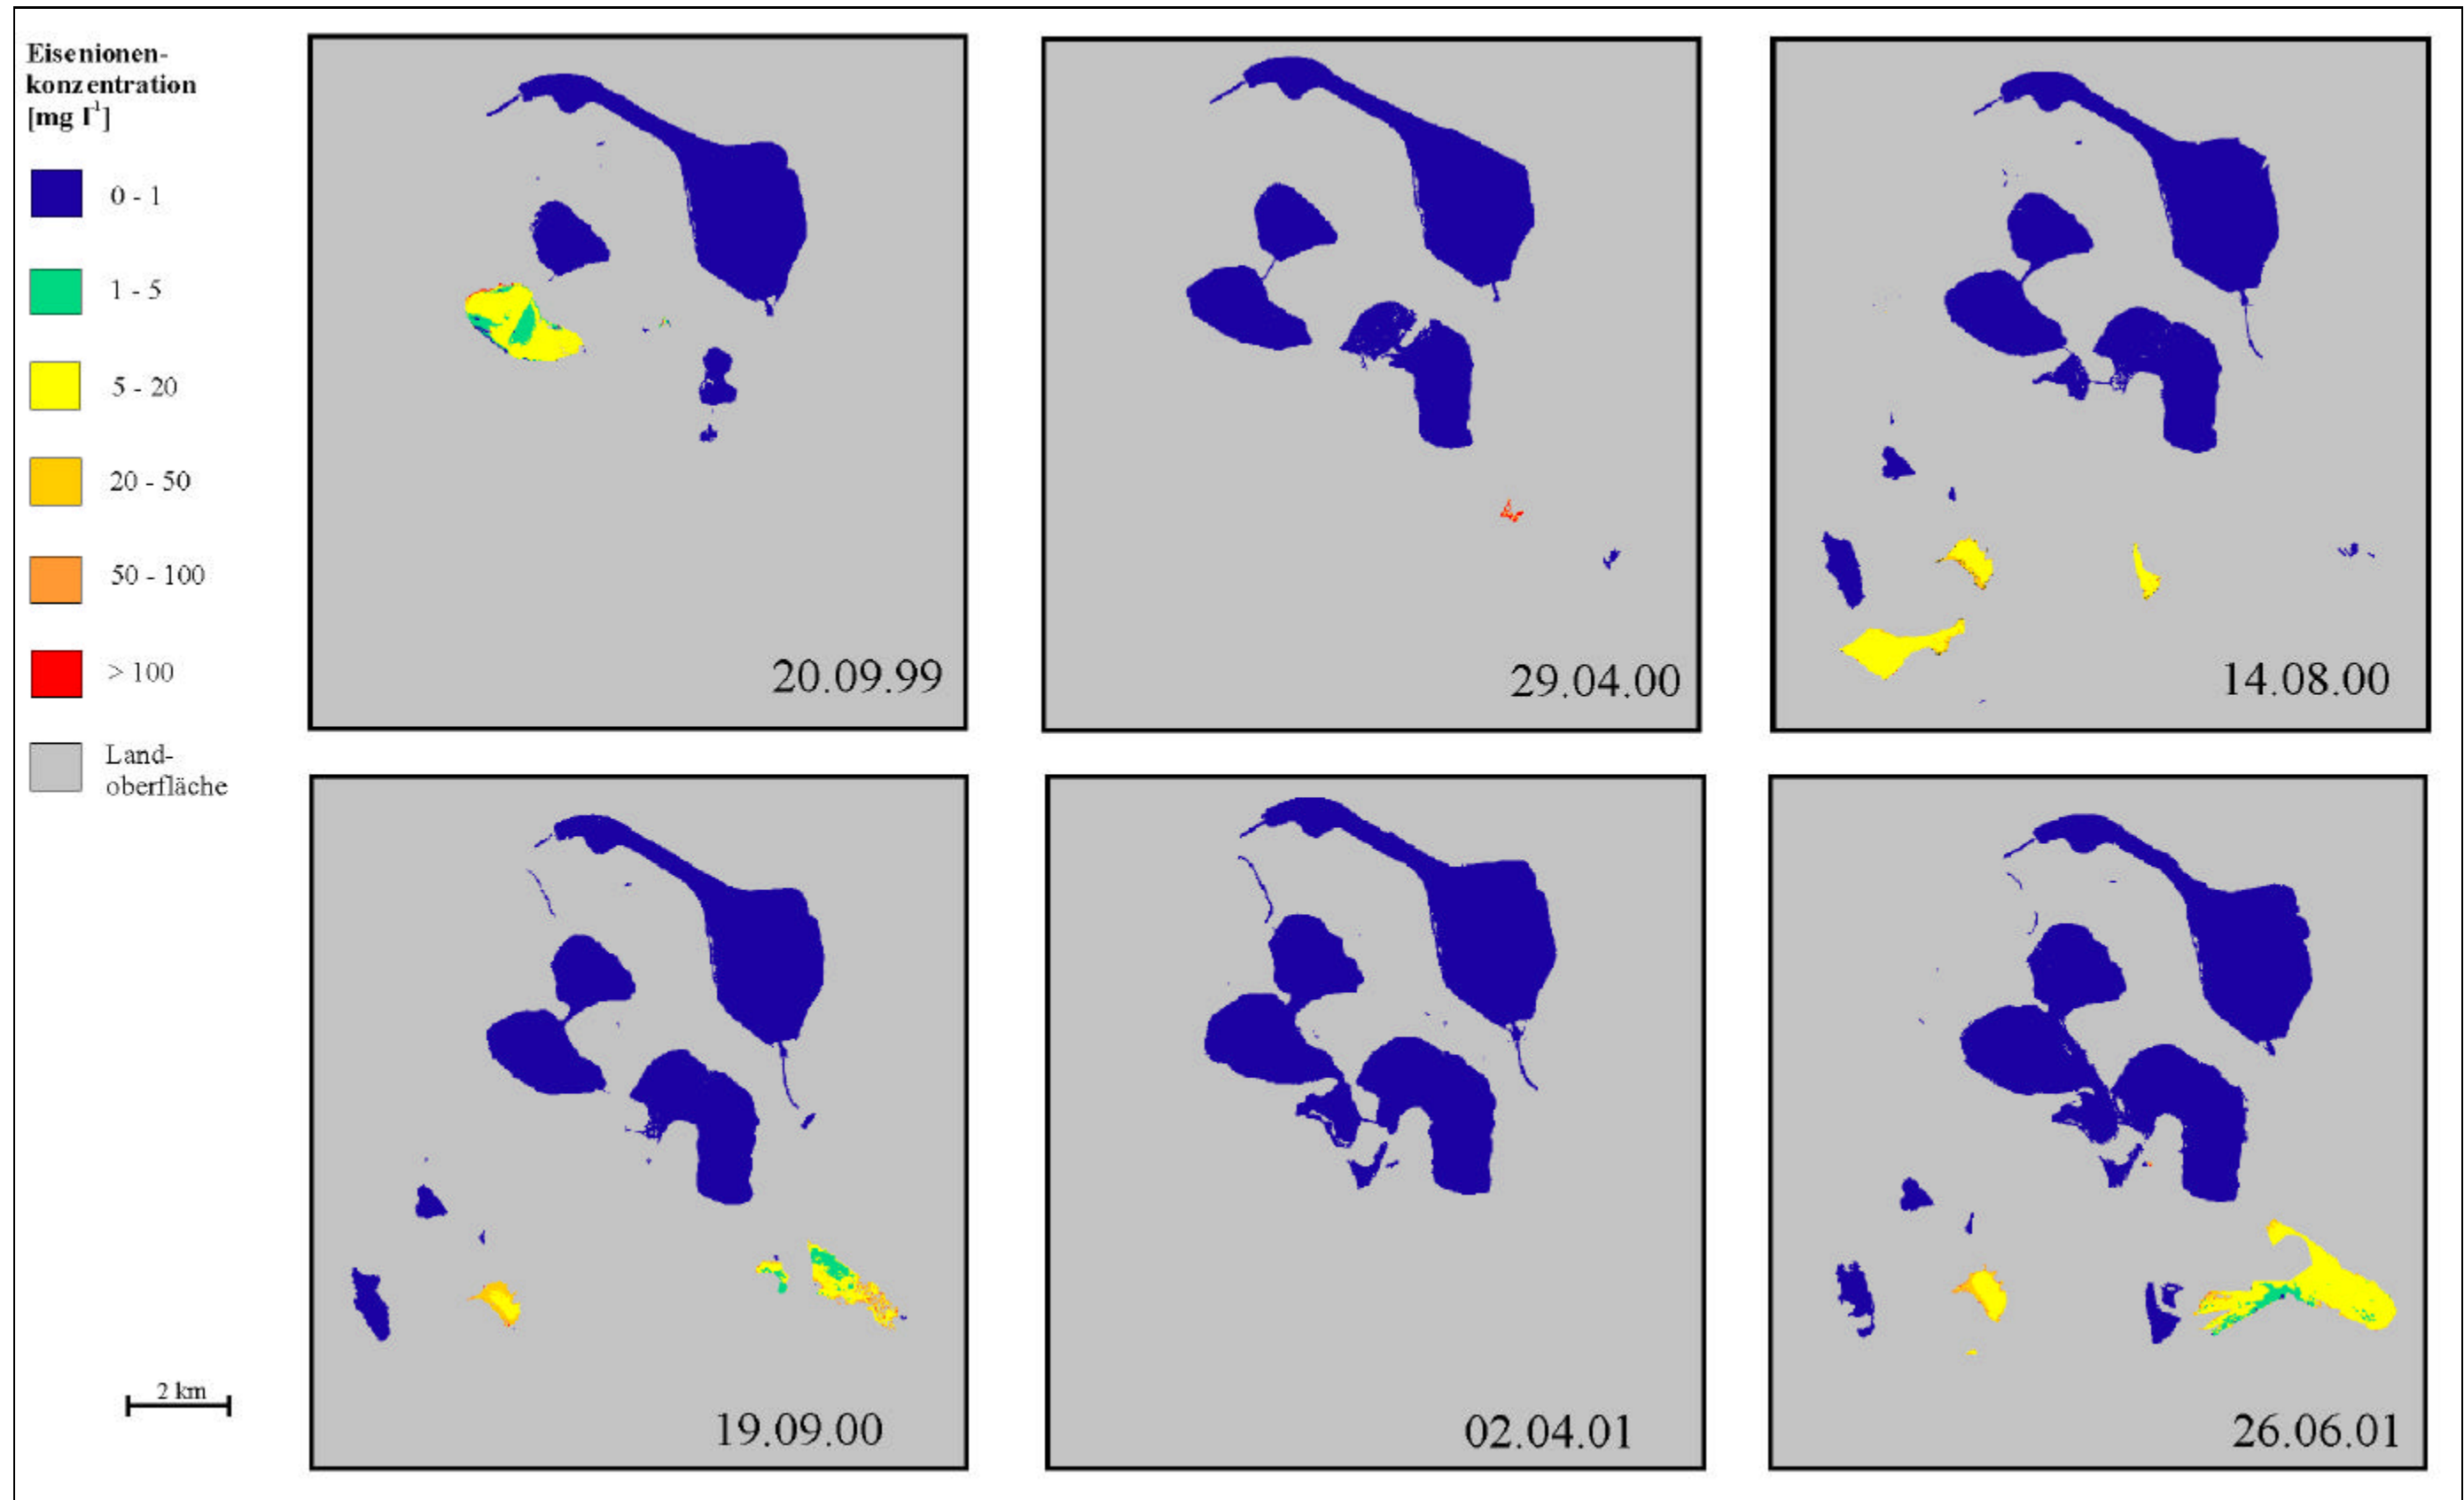 Eisenionen-
konzentration
[mg l⁻¹]
0 - 1
1 - 5
5 - 20
20 - 50
50 - 100
> 100
Land-
oberfläche
20.09.99
29.04.00
14.08.00
2 km
19.09.00
02.04.01
26.06.01